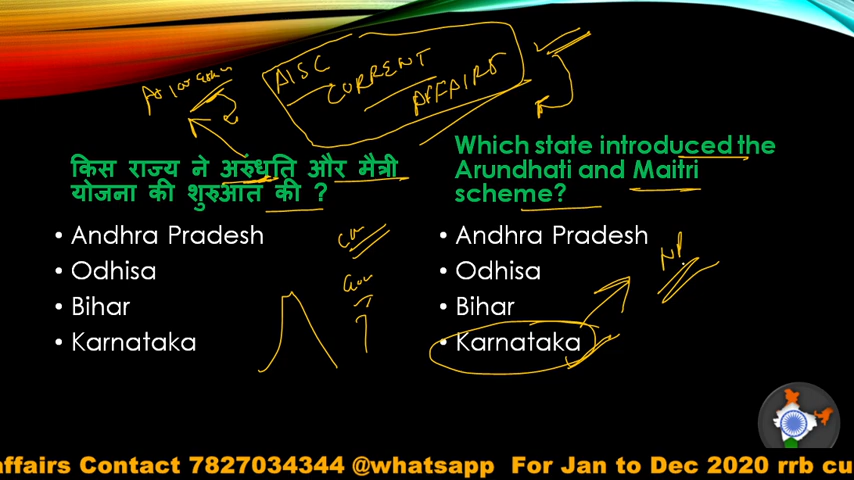 AISC
CURRENT
AFFAIRS
किस राज्य ने अरुंधति और मैत्री
योजना की शुरुआत की ?
• Andhra Pradesh
• Odhisa
• Bihar
• Karnataka
Which state introduced the
Arundhati and Maitri
scheme?
• Andhra Pradesh
• Odhisa
• Bihar
• Karnataka
ffairs Contact 7827034344 @whatsapp For Jan to Dec 2020 rrb cu